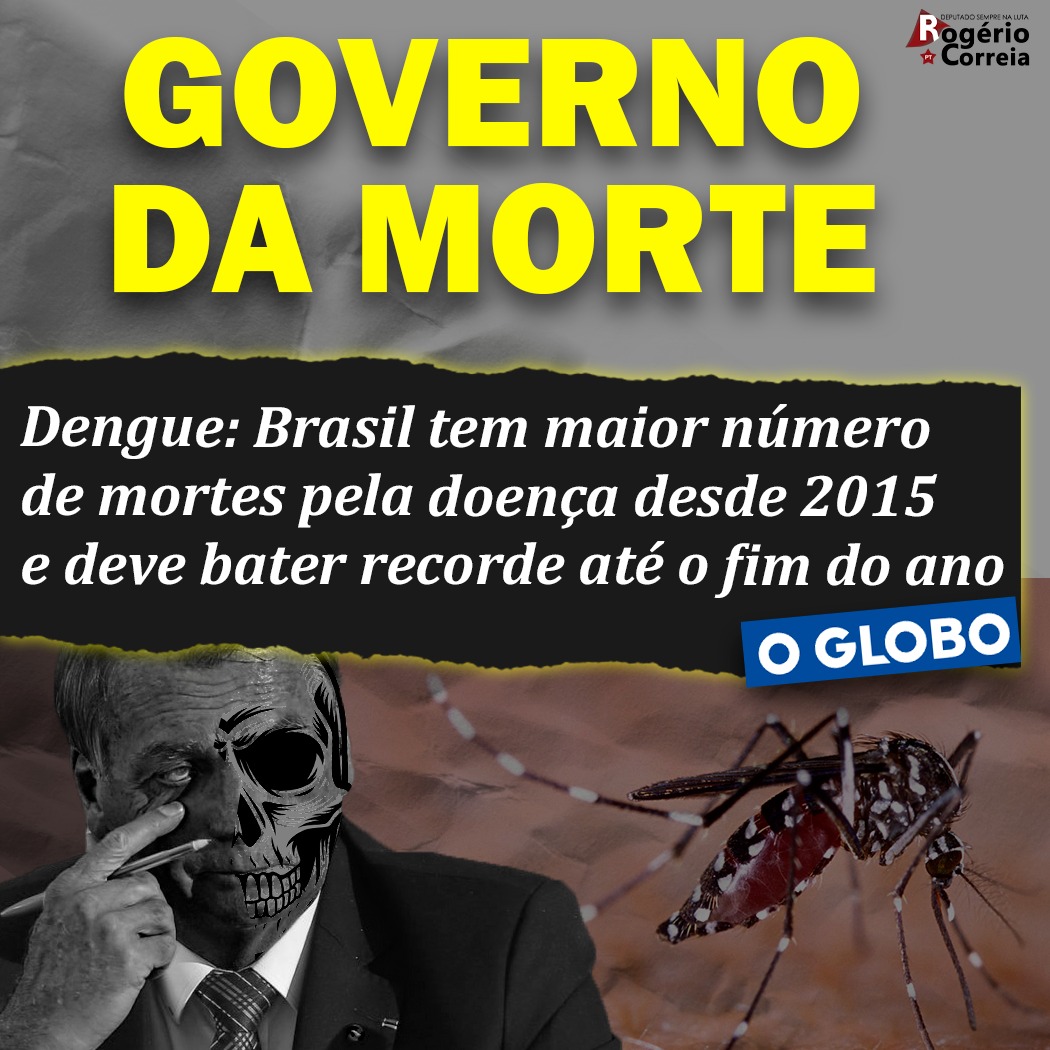 DEPUTADO SEMPRE NA LUTA
Rogério
PT Correia
GOVERNO
DA MORTE
Dengue: Brasil tem maior número
de mortes pela doença desde 2015
e deve bater recorde até o fim do ano
O GLOBO